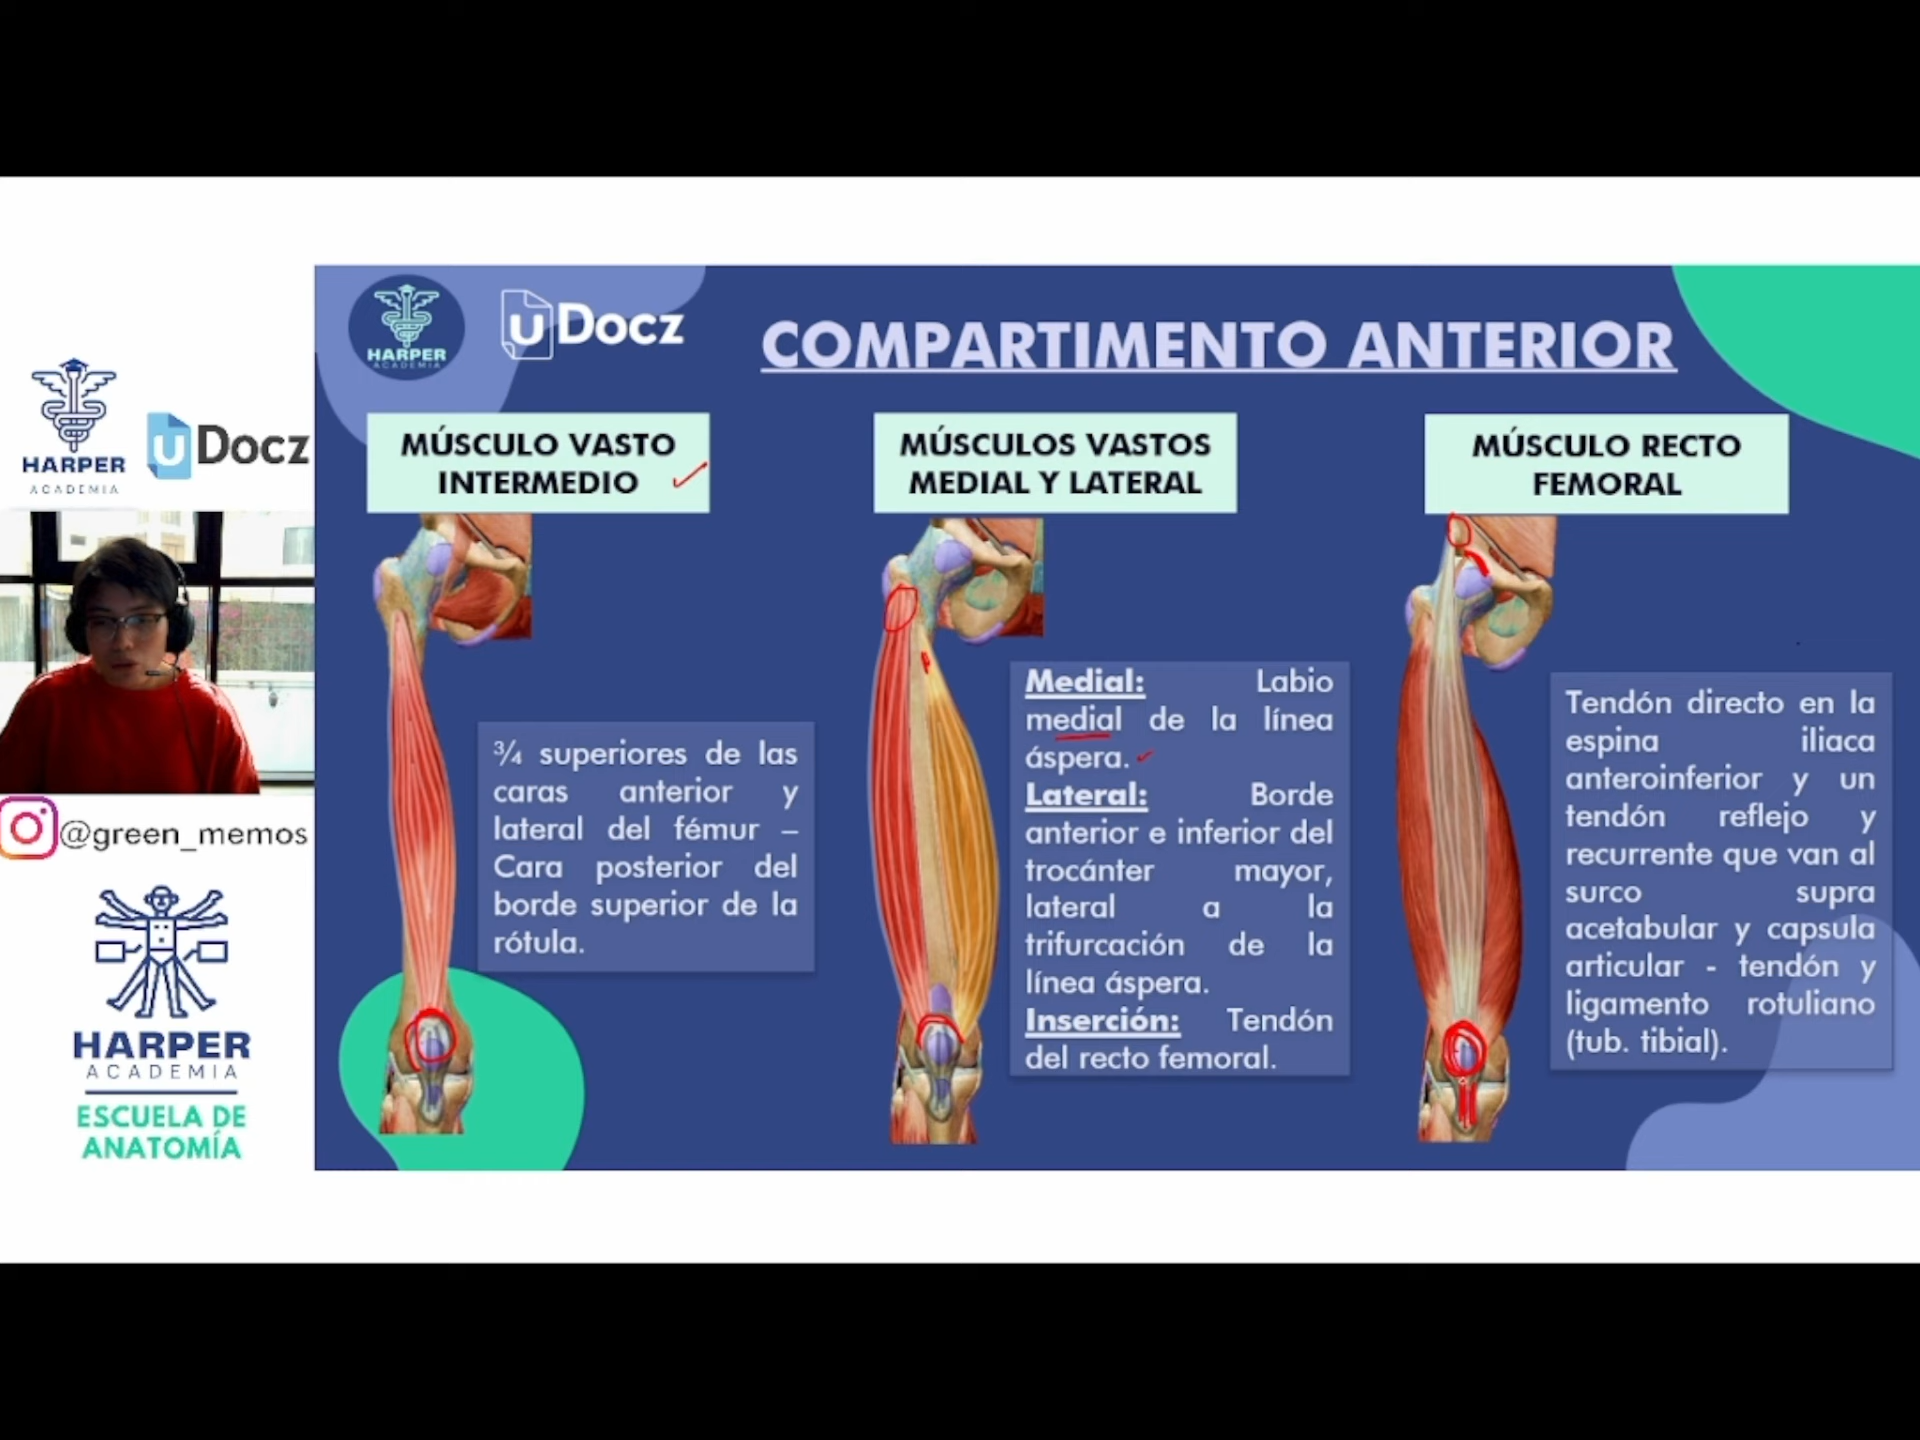 HARPER
ACADEMIA
uDocz
@green_memos
HARPER
ACADEMIA
ESCUELA DE
ANATOMÍA
HARPER
ACADEMIA
uDocz
COMPARTIMENTO ANTERIOR
MÚSCULO VASTO
INTERMEDIO
¾ superiores de las
caras anterior y
lateral del fémur –
Cara posterior del
borde superior de la
rótula.
MÚSCULOS VASTOS
MEDIAL Y LATERAL
Medial: Labio
medial de la línea
áspera.
Lateral: Borde
anterior e inferior del
trocánter mayor,
lateral a la
trifurcación de la
línea áspera.
Inserción: Tendón
del recto femoral.
MÚSCULO RECTO
FEMORAL
Tendón directo en la
espina iliaca
anteroinferior y un
tendón reflejo y
recurrente que van al
surco supra
acetabular y capsula
articular - tendón y
ligamento rotuliano
(tub. tibial).